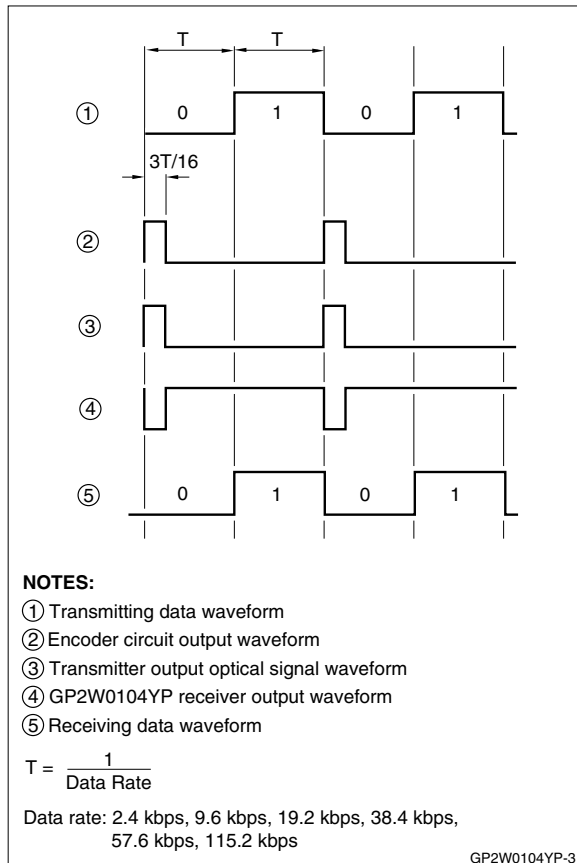 T T
① 0 1 0 1
3T/16
②
③
④
⑤ 0 1 0 1
NOTES:
① Transmitting data waveform
② Encoder circuit output waveform
③ Transmitter output optical signal waveform
④ GP2W0104YP receiver output waveform
⑤ Receiving data waveform
T = 1
Data Rate
Data rate: 2.4 kbps, 9.6 kbps, 19.2 kbps, 38.4 kbps,
57.6 kbps, 115.2 kbps
GP2W0104YP-3